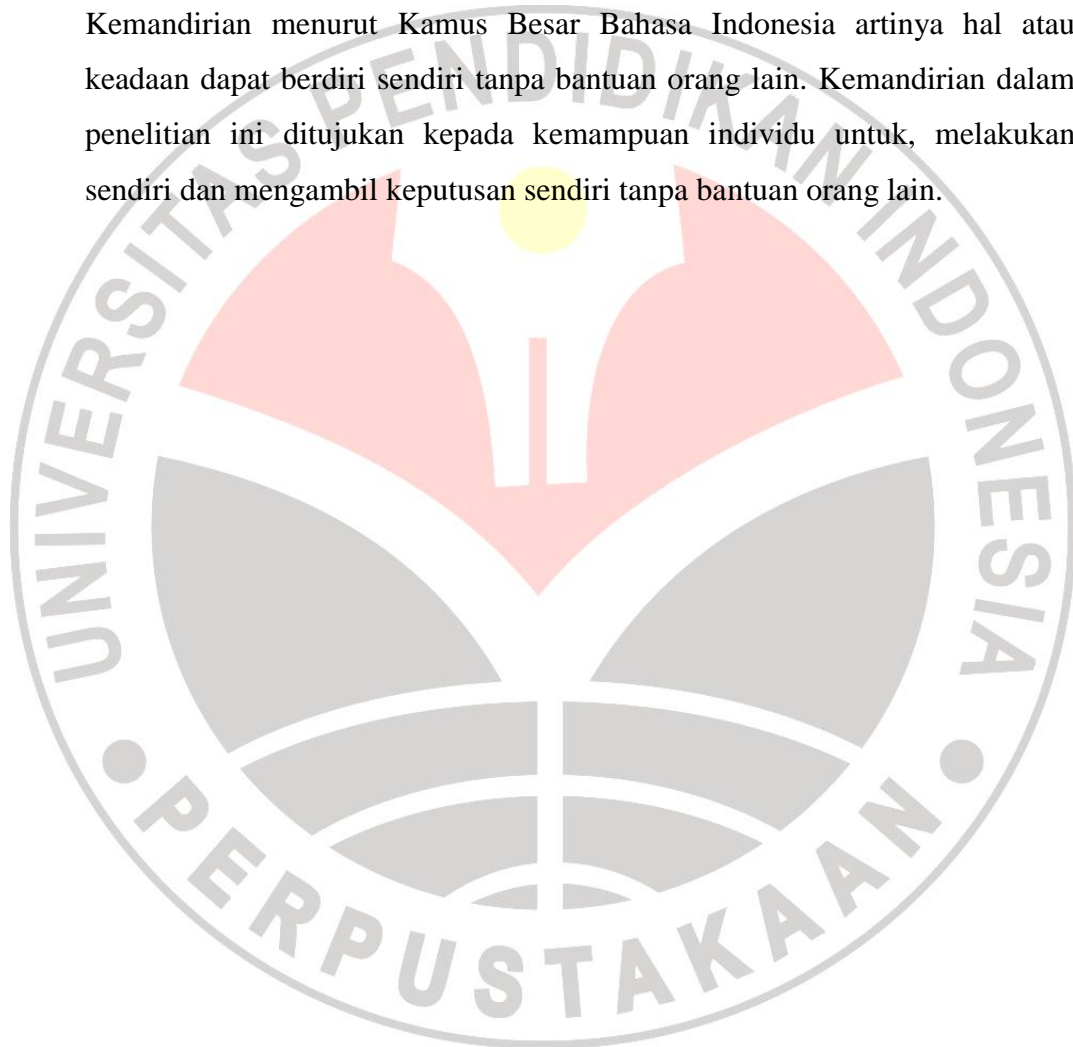 Kemandirian menurut Kamus Besar Bahasa Indonesia artinya hal atau
keadaan dapat berdiri sendiri tanpa bantuan orang lain. Kemandirian dalam
penelitian ini ditujukan kepada kemampuan individu untuk, melakukan
sendiri dan mengambil keputusan sendiri tanpa bantuan orang lain.
UNIVERSITAS PENDIDIKAN INDONESIA
PERPUSTAKAAN